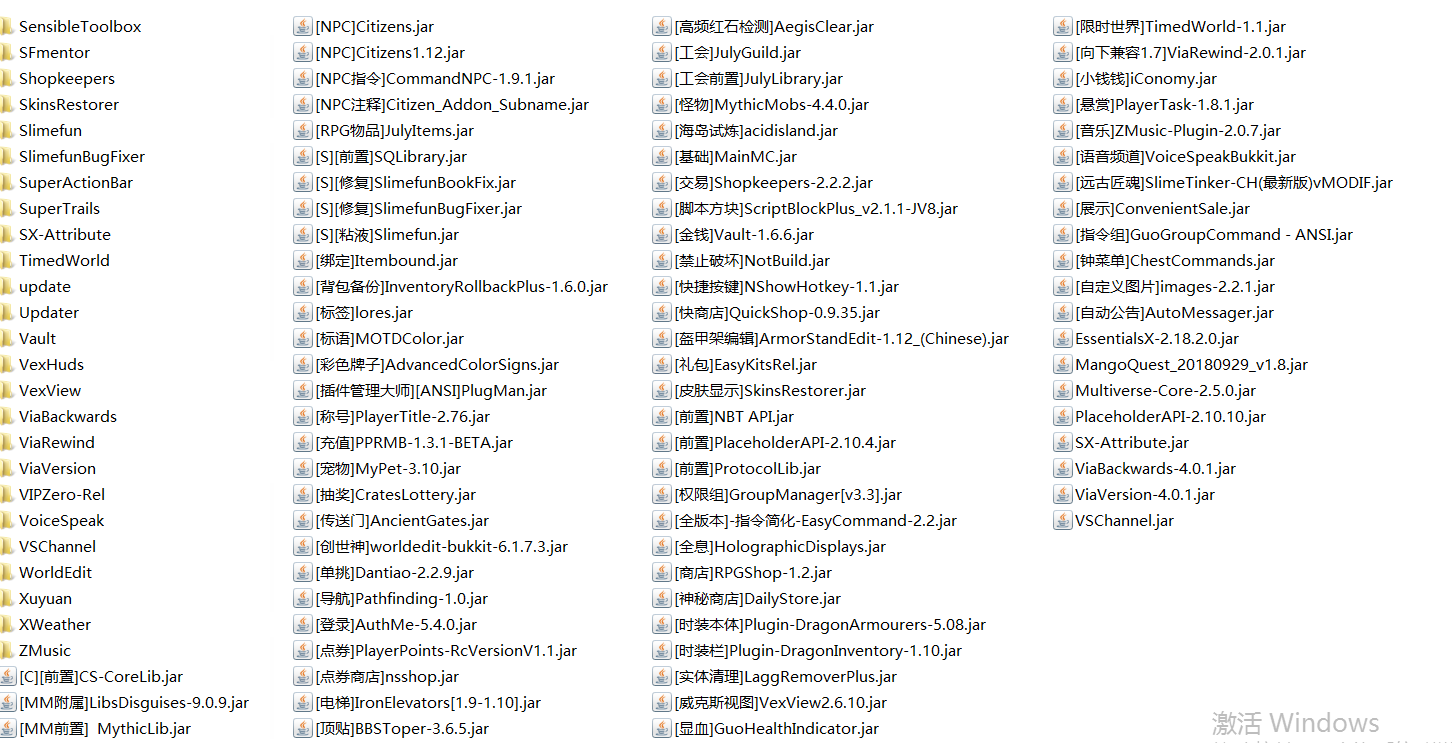 SensibleToolbox
SFmentor
Shopkeepers
SkinsRestorer
Slimefun
SlimefunBugFixer
SuperActionBar
SuperTrails
SX-Attribute
TimedWorld
update
Updater
Vault
VexHuds
VexView
ViaBackwards
ViaRewind
ViaVersion
VIPZero-Rel
VoiceSpeak
VSChannel
WorldEdit
Xuyuan
XWeather
ZMusic
[C][前置]CS-CoreLib.jar
[MM附属]LibsDisguises-9.0.9.jar
[MM前置]  MythicLib.jar
[NPC]Citizens.jar
[NPC]Citizens1.12.jar
[NPC指令]CommandNPC-1.9.1.jar
[NPC注释]Citizen_Addon_Subname.jar
[RPG物品]JulyItems.jar
[S][前置]SQLibrary.jar
[S][修复]SlimefunBookFix.jar
[S][修复]SlimefunBugFixer.jar
[S][粘液]Slimefun.jar
[绑定]Itembound.jar
[背包备份]InventoryRollbackPlus-1.6.0.jar
[标签]lores.jar
[标语]MOTDColor.jar
[彩色牌子]AdvancedColorSigns.jar
[插件管理大师][ANSI]PlugMan.jar
[称号]PlayerTitle-2.76.jar
[充值]PPRMB-1.3.1-BETA.jar
[宠物]MyPet-3.10.jar
[抽奖]CratesLottery.jar
[传送门]AncientGates.jar
[创世神]worldedit-bukkit-6.1.7.3.jar
[单挑]Dantiao-2.2.9.jar
[导航]Pathfinding-1.0.jar
[登录]AuthMe-5.4.0.jar
[点券]PlayerPoints-RcVersionV1.1.jar
[点券商店]nsshop.jar
[电梯]IronElevators[1.9-1.10].jar
[顶贴]BBSToper-3.6.5.jar
[高频红石检测]AegisClear.jar
[工会]JulyGuild.jar
[工会前置]JulyLibrary.jar
[怪物]MythicMobs-4.4.0.jar
[海岛试炼]acidisland.jar
[基础]MainMC.jar
[交易]Shopkeepers-2.2.2.jar
[脚本方块]ScriptBlockPlus_v2.1.1-JV8.jar
[金钱]Vault-1.6.6.jar
[禁止破坏]NotBuild.jar
[快捷按键]NShowHotkey-1.1.jar
[快商店]QuickShop-0.9.35.jar
[盔甲架编辑]ArmorStandEdit-1.12_(Chinese).jar
[礼包]EasyKitsRel.jar
[皮肤显示]SkinsRestorer.jar
[前置]NBT API.jar
[前置]PlaceholderAPI-2.10.4.jar
[前置]ProtocolLib.jar
[权限组]GroupManager[v3.3].jar
[全版本]-指令简化-EasyCommand-2.2.jar
[全息]HolographicDisplays.jar
[商店]RPGShop-1.2.jar
[神秘商店]DailyStore.jar
[时装本体]Plugin-DragonArmourers-5.08.jar
[时装栏]Plugin-DragonInventory-1.10.jar
[实体清理]LaggRemoverPlus.jar
[威克斯视图]VexView2.6.10.jar
[显血]GuoHealthIndicator.jar
[限时世界]TimedWorld-1.1.jar
[向下兼容1.7]ViaRewind-2.0.1.jar
[小钱钱]iConomy.jar
[悬赏]PlayerTask-1.8.1.jar
[音乐]ZMusic-Plugin-2.0.7.jar
[语音频道]VoiceSpeakBukkit.jar
[远古匠魂]SlimeTinker-CH(最新版)vMODIF.jar
[展示]ConvenientSale.jar
[指令组]GuoGroupCommand - ANSI.jar
[钟菜单]ChestCommands.jar
[自定义图片]images-2.2.1.jar
[自动公告]AutoMessager.jar
EssentialsX-2.18.2.0.jar
MangoQuest_20180929_v1.8.jar
Multiverse-Core-2.5.0.jar
PlaceholderAPI-2.10.10.jar
SX-Attribute.jar
ViaBackwards-4.0.1.jar
ViaVersion-4.0.1.jar
VSChannel.jar
激活 Windows